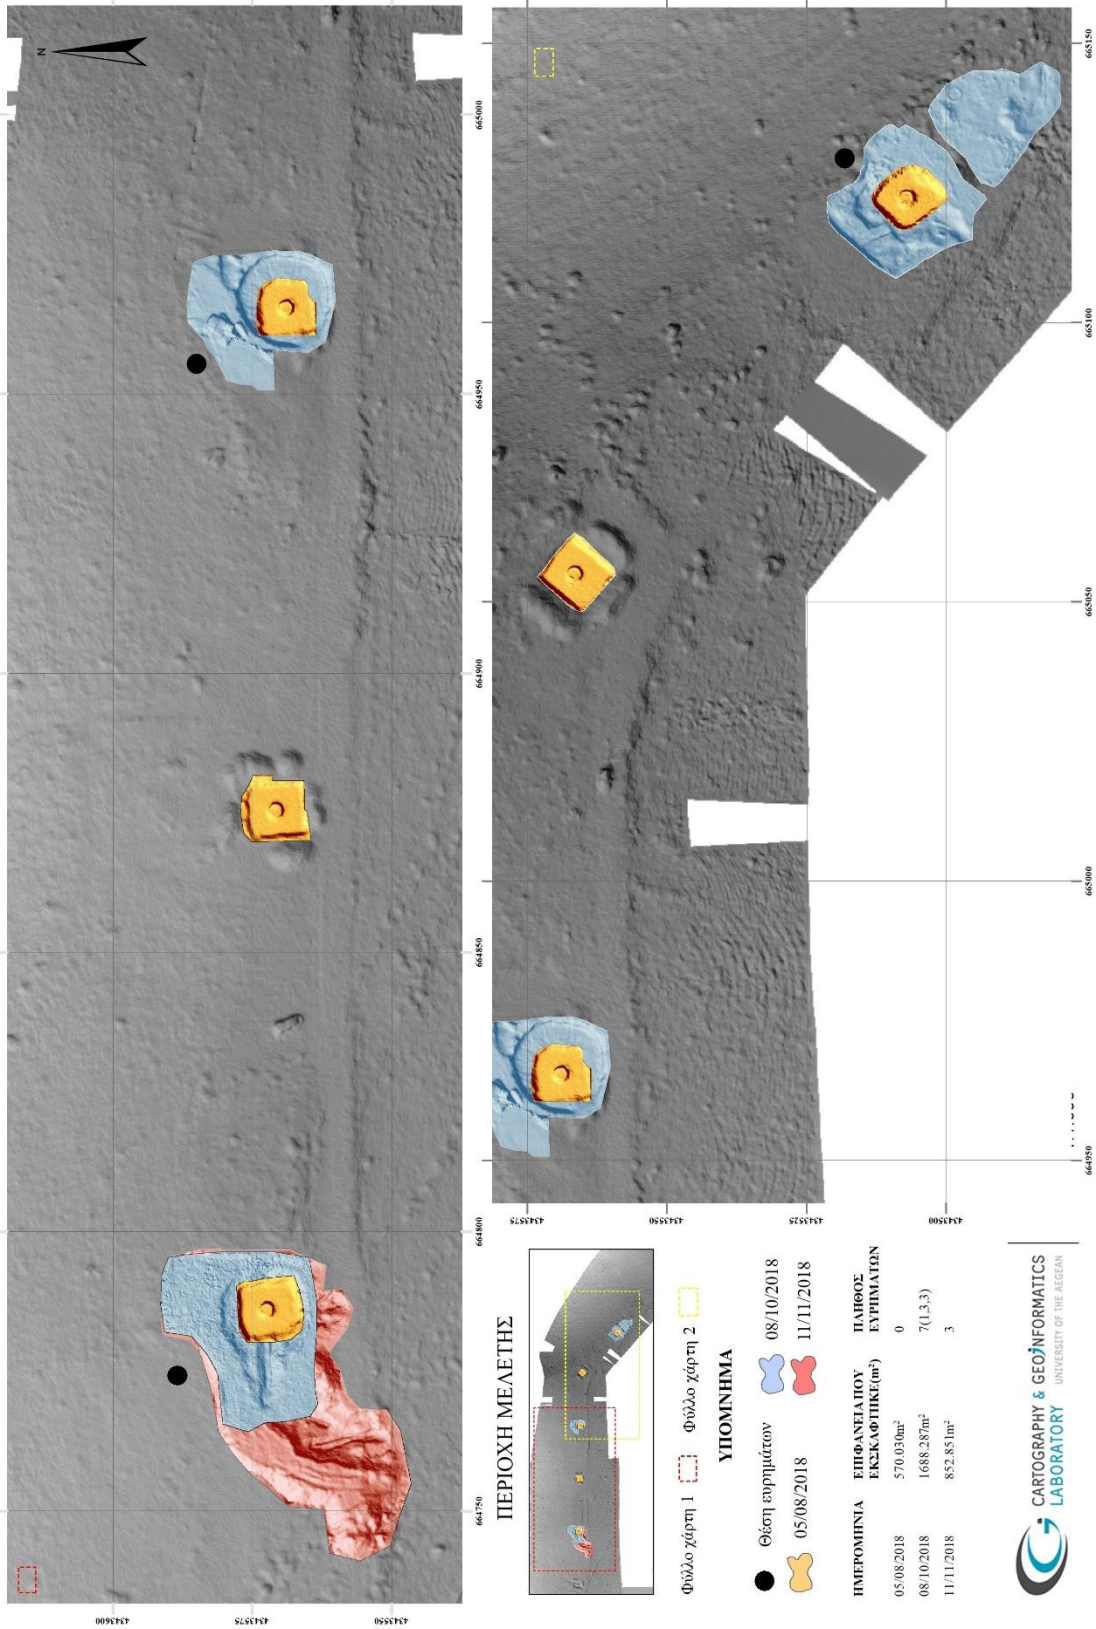 N
665000
664950
664900
664850
664800
664750
4343600
4343575
4343550
665150
665100
665050
665000
664950
4343575
4343550
4343525
4343500
ΠΕΡΙΟΧΗ ΜΕΛΕΤΗΣ
Φύλλο χάρτη 1 Φύλλο χάρτη 2
ΥΠΟΜΝΗΜΑ
Θέση ευρημάτων 08/10/2018
05/08/2018 11/11/2018
ΗΜΕΡΟΜΗΝΙΑ ΕΠΙΦΑΝΕΙΑ ΠΟΥ ΠΛΗΘΟΣ
ΕΚΣΚΑΦΤΗΚΕ(m²) ΕΥΡΗΜΑΤΩΝ
05/08/2018 570.030m² 0
08/10/2018 1688.287m² 7(1,3,3)
11/11/2018 852.851m² 3
CARTOGRAPHY & GEOINFORMATICS
LABORATORY UNIVERSITY OF THE AEGEAN